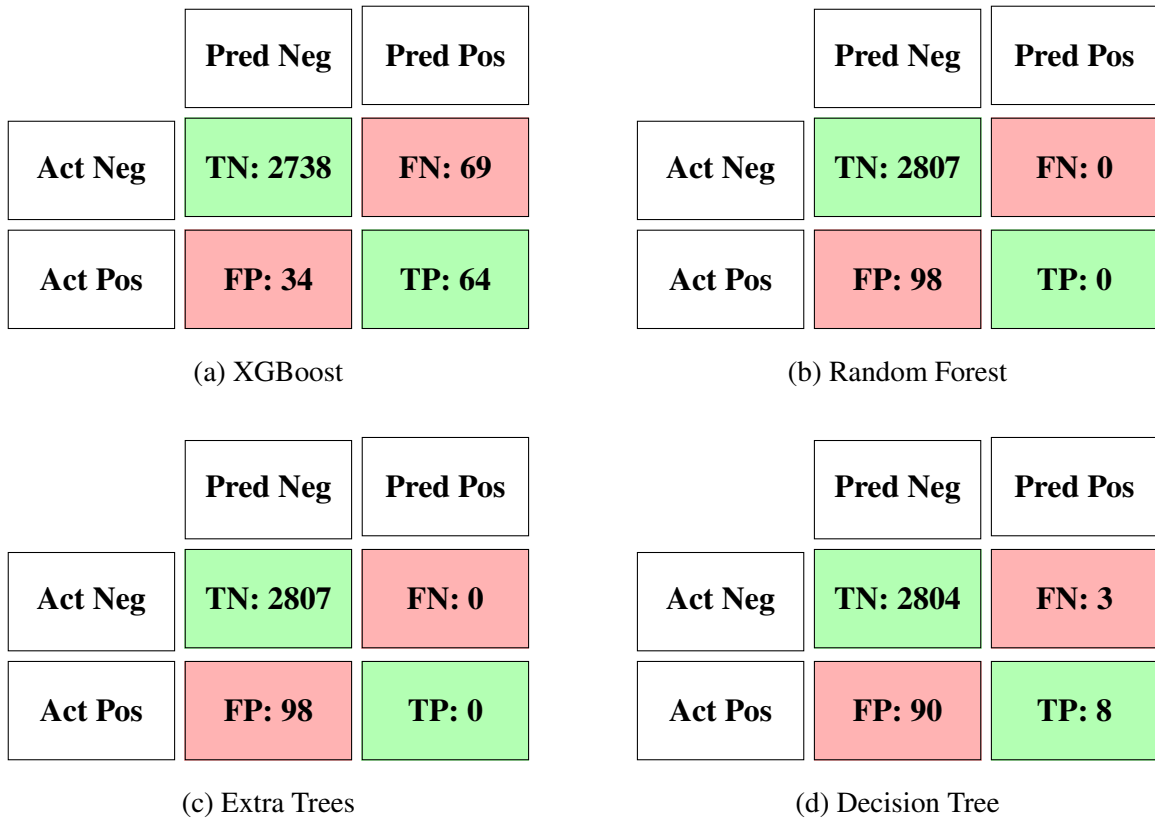 Pred Neg Pred Pos
Act Neg TN: 2738 FN: 69
Act Pos FP: 34 TP: 64
(a) XGBoost
Pred Neg Pred Pos
Act Neg TN: 2807 FN: 0
Act Pos FP: 98 TP: 0
(b) Random Forest
Pred Neg Pred Pos
Act Neg TN: 2807 FN: 0
Act Pos FP: 98 TP: 0
(c) Extra Trees
Pred Neg Pred Pos
Act Neg TN: 2804 FN: 3
Act Pos FP: 90 TP: 8
(d) Decision Tree